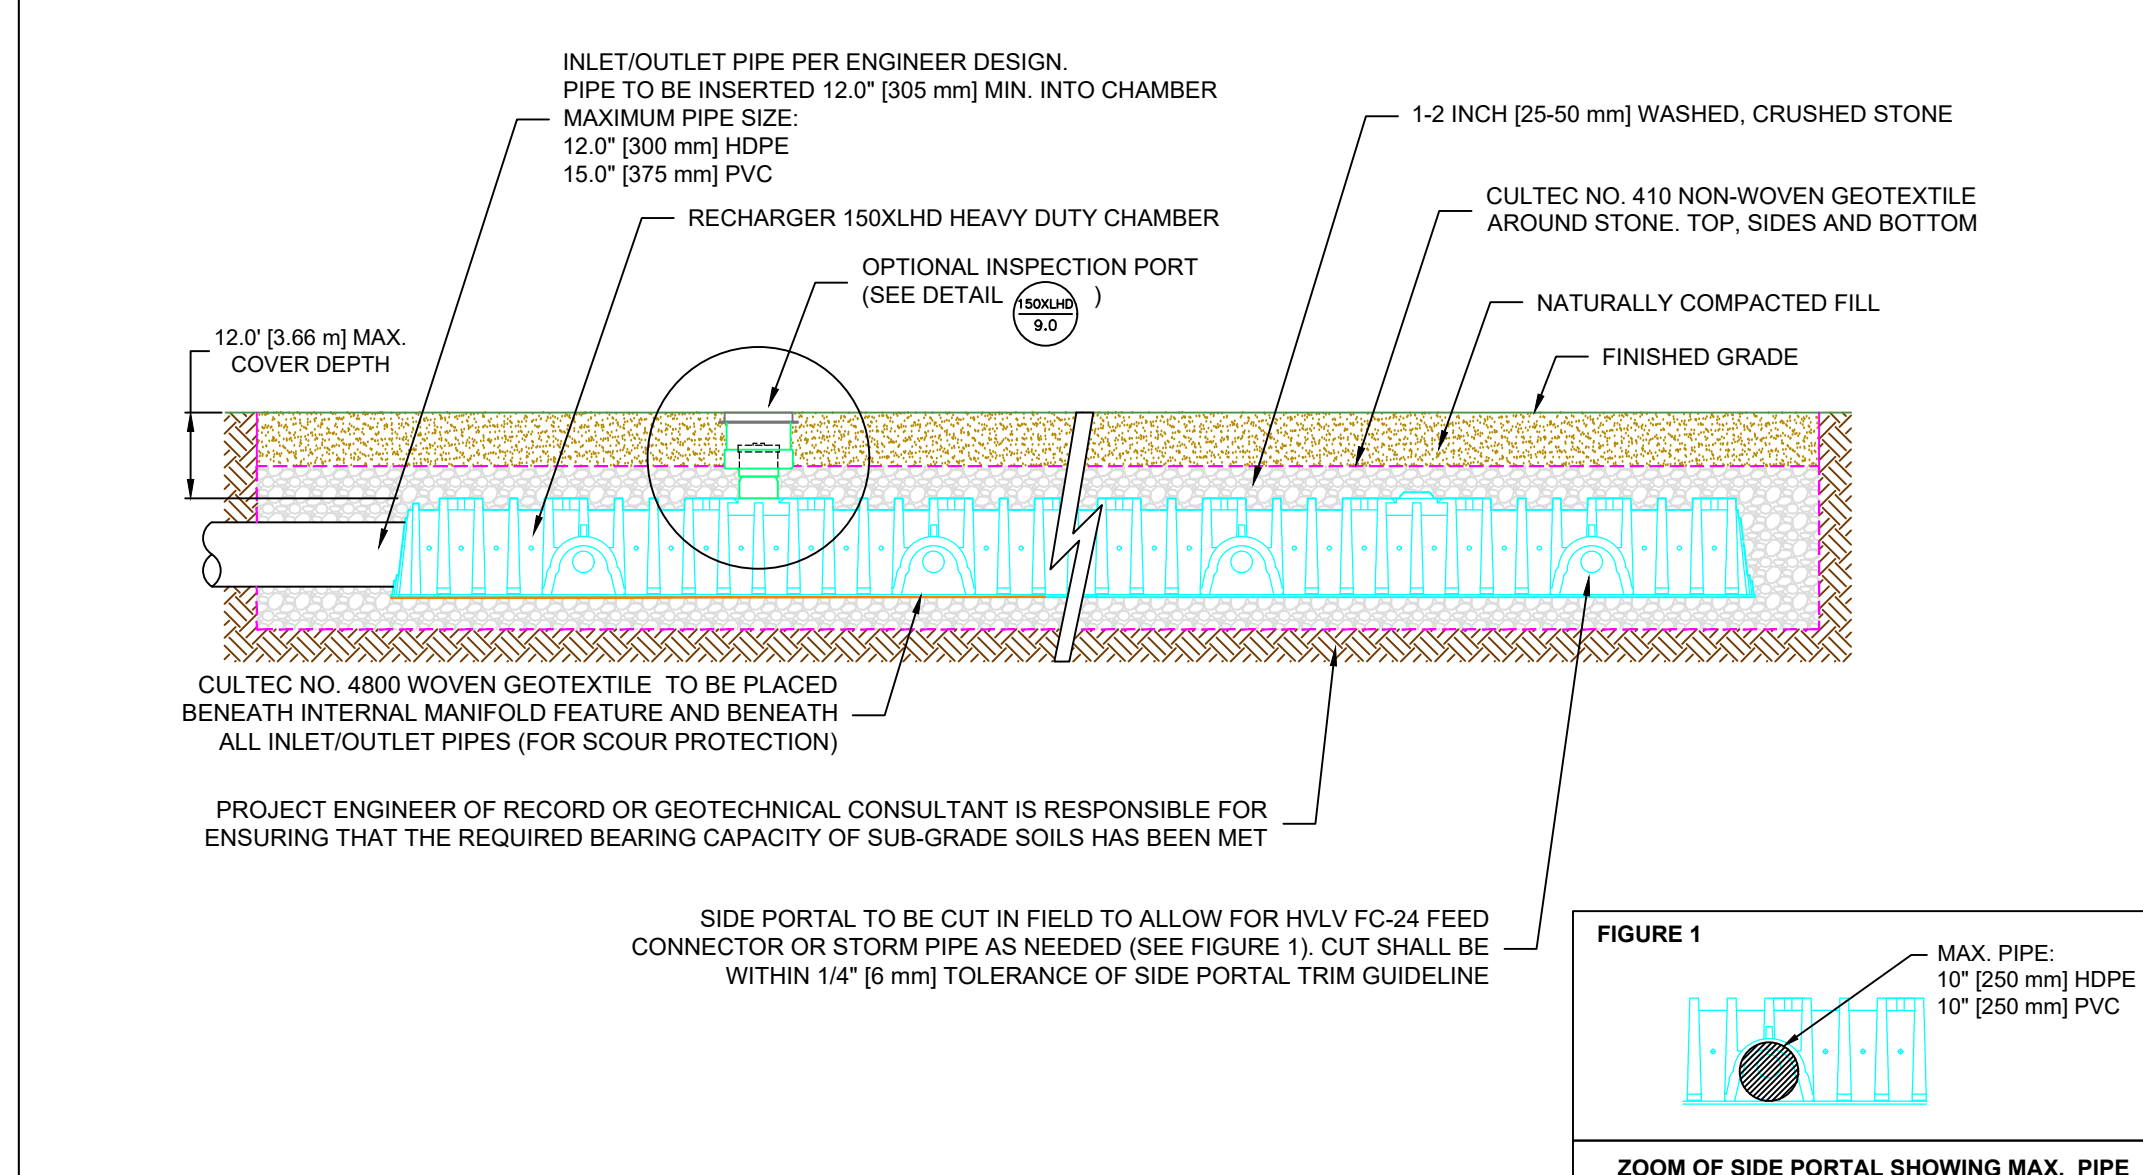 INLET/OUTLET PIPE PER ENGINEER DESIGN.
PIPE TO BE INSERTED 12.0" [305 mm] MIN. INTO CHAMBER
MAXIMUM PIPE SIZE:
12.0" [300 mm] HDPE
15.0" [375 mm] PVC
1-2 INCH [25-50 mm] WASHED, CRUSHED STONE
CULTEC NO. 410 NON-WOVEN GEOTEXTILE
AROUND STONE. TOP, SIDES AND BOTTOM
RECHARGER 150XLHD HEAVY DUTY CHAMBER
OPTIONAL INSPECTION PORT
(SEE DETAIL 150XLHD )
9.0
NATURALLY COMPACTED FILL
FINISHED GRADE
12.0' [3.66 m] MAX.
COVER DEPTH
CULTEC NO. 4800 WOVEN GEOTEXTILE TO BE PLACED
BENEATH INTERNAL MANIFOLD FEATURE AND BENEATH
ALL INLET/OUTLET PIPES (FOR SCOUR PROTECTION)
PROJECT ENGINEER OF RECORD OR GEOTECHNICAL CONSULTANT IS RESPONSIBLE FOR
ENSURING THAT THE REQUIRED BEARING CAPACITY OF SUB-GRADE SOILS HAS BEEN MET
SIDE PORTAL TO BE CUT IN FIELD TO ALLOW FOR HVLV FC-24 FEED
CONNECTOR OR STORM PIPE AS NEEDED (SEE FIGURE 1). CUT SHALL BE
WITHIN 1/4" [6 mm] TOLERANCE OF SIDE PORTAL TRIM GUIDELINE
FIGURE 1
MAX. PIPE:
10" [250 mm] HDPE
10" [250 mm] PVC
ZOOM OF SIDE PORTAL SHOWING MAX. PIPE